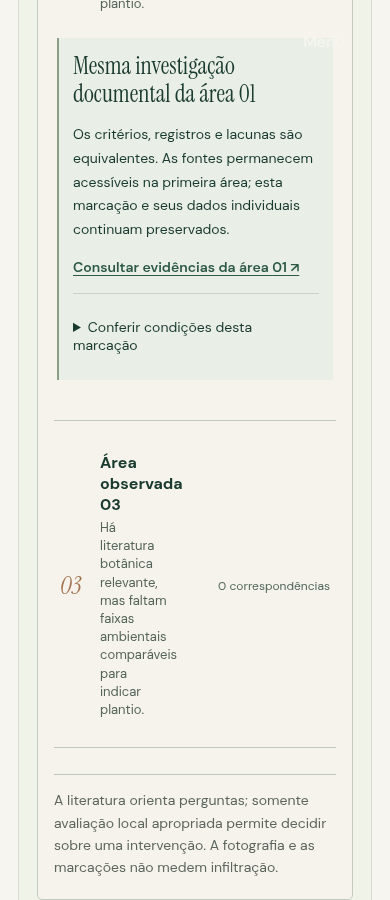 plantio.
Menu
Mesma investigação
documental da área 01
Os critérios, registros e lacunas são
equivalentes. As fontes permanecem
acessíveis na primeira área; esta
marcação e seus dados individuais
continuam preservados.
Consultar evidências da área 01 ↗
▶ Conferir condições desta
marcação
Área
observada
03
Há
literatura
botânica
relevante,
mas faltam
faixas
ambientais
comparáveis
para
indicar
plantio.
03
0 correspondências
A literatura orienta perguntas; somente
avaliação local apropriada permite decidir
sobre uma intervenção. A fotografia e as
marcações não medem infiltração.